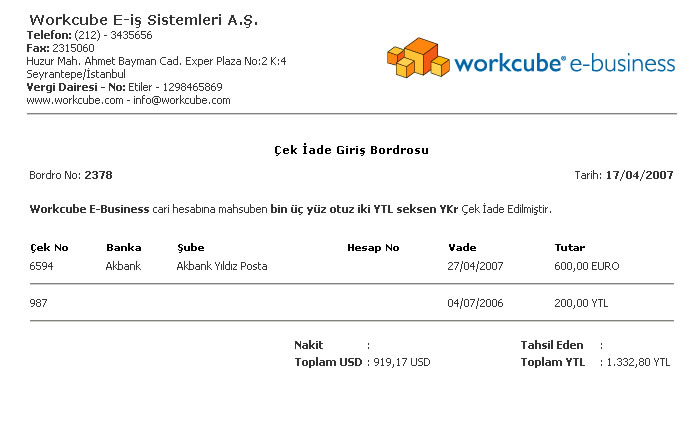 Workcube E-iş Sistemleri A.Ş.
Telefon: (212) - 3435656
Fax: 2315060
Huzur Mah. Ahmet Bayman Cad. Exper Plaza No:2 K:4
Seyrantepe/İstanbul
Vergi Dairesi - No: Etiler - 1298465869
www.workcube.com - info@workcube.com
workcube® e-business
Çek İade Giriş Bordrosu
Bordro No: 2378 Tarih: 17/04/2007
Workcube E-Business cari hesabına mahsuben bin üç yüz otuz iki YTL seksen YKr Çek İade Edilmiştir.
Çek No Banka Şube Hesap No Vade Tutar
6594 Akbank Akbank Yıldız Posta 27/04/2007 600,00 EURO
987 04/07/2006 200,00 YTL
Nakit : Tahsil Eden :
Toplam USD : 919,17 USD Toplam YTL : 1.332,80 YTL